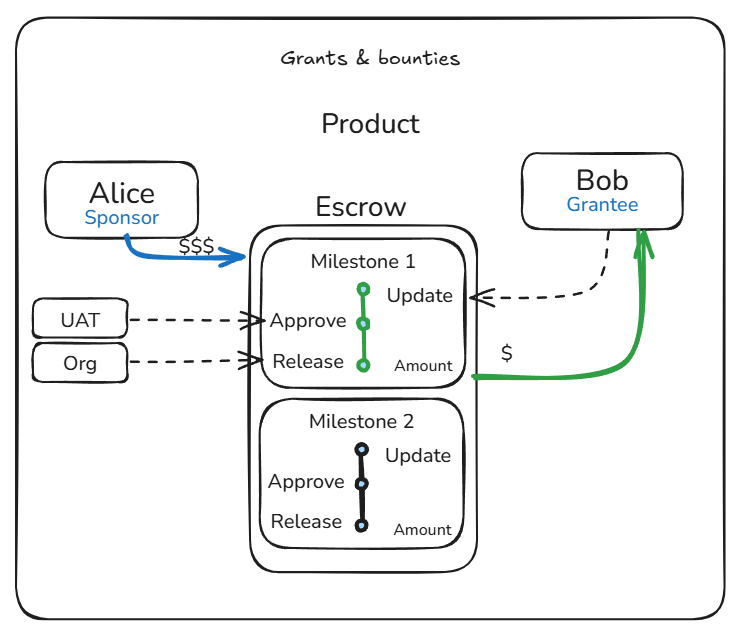 Grants & bounties
Product
Alice
Sponsor
$$$
Bob
Grantee
Escrow
Milestone 1
Update
UAT
Approve
Org
Release
Amount
$
Milestone 2
Update
Approve
Release
Amount